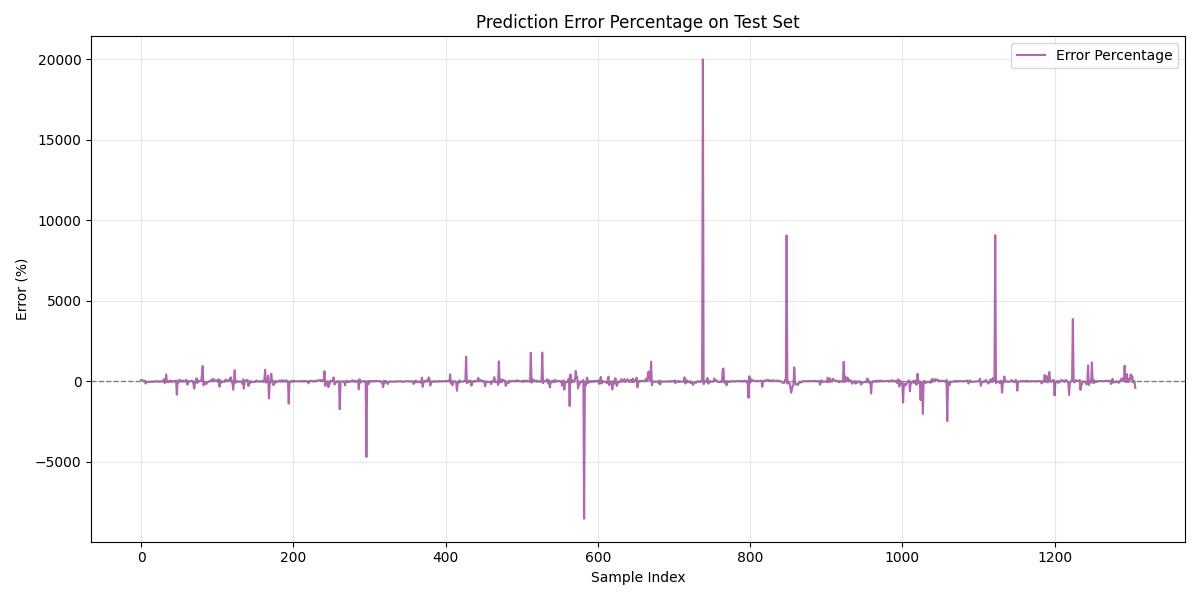 Prediction Error Percentage on Test Set
Error Percentage
20000
15000
10000
5000
0
−5000
Error (%)
0 200 400 600 800 1000 1200
Sample Index